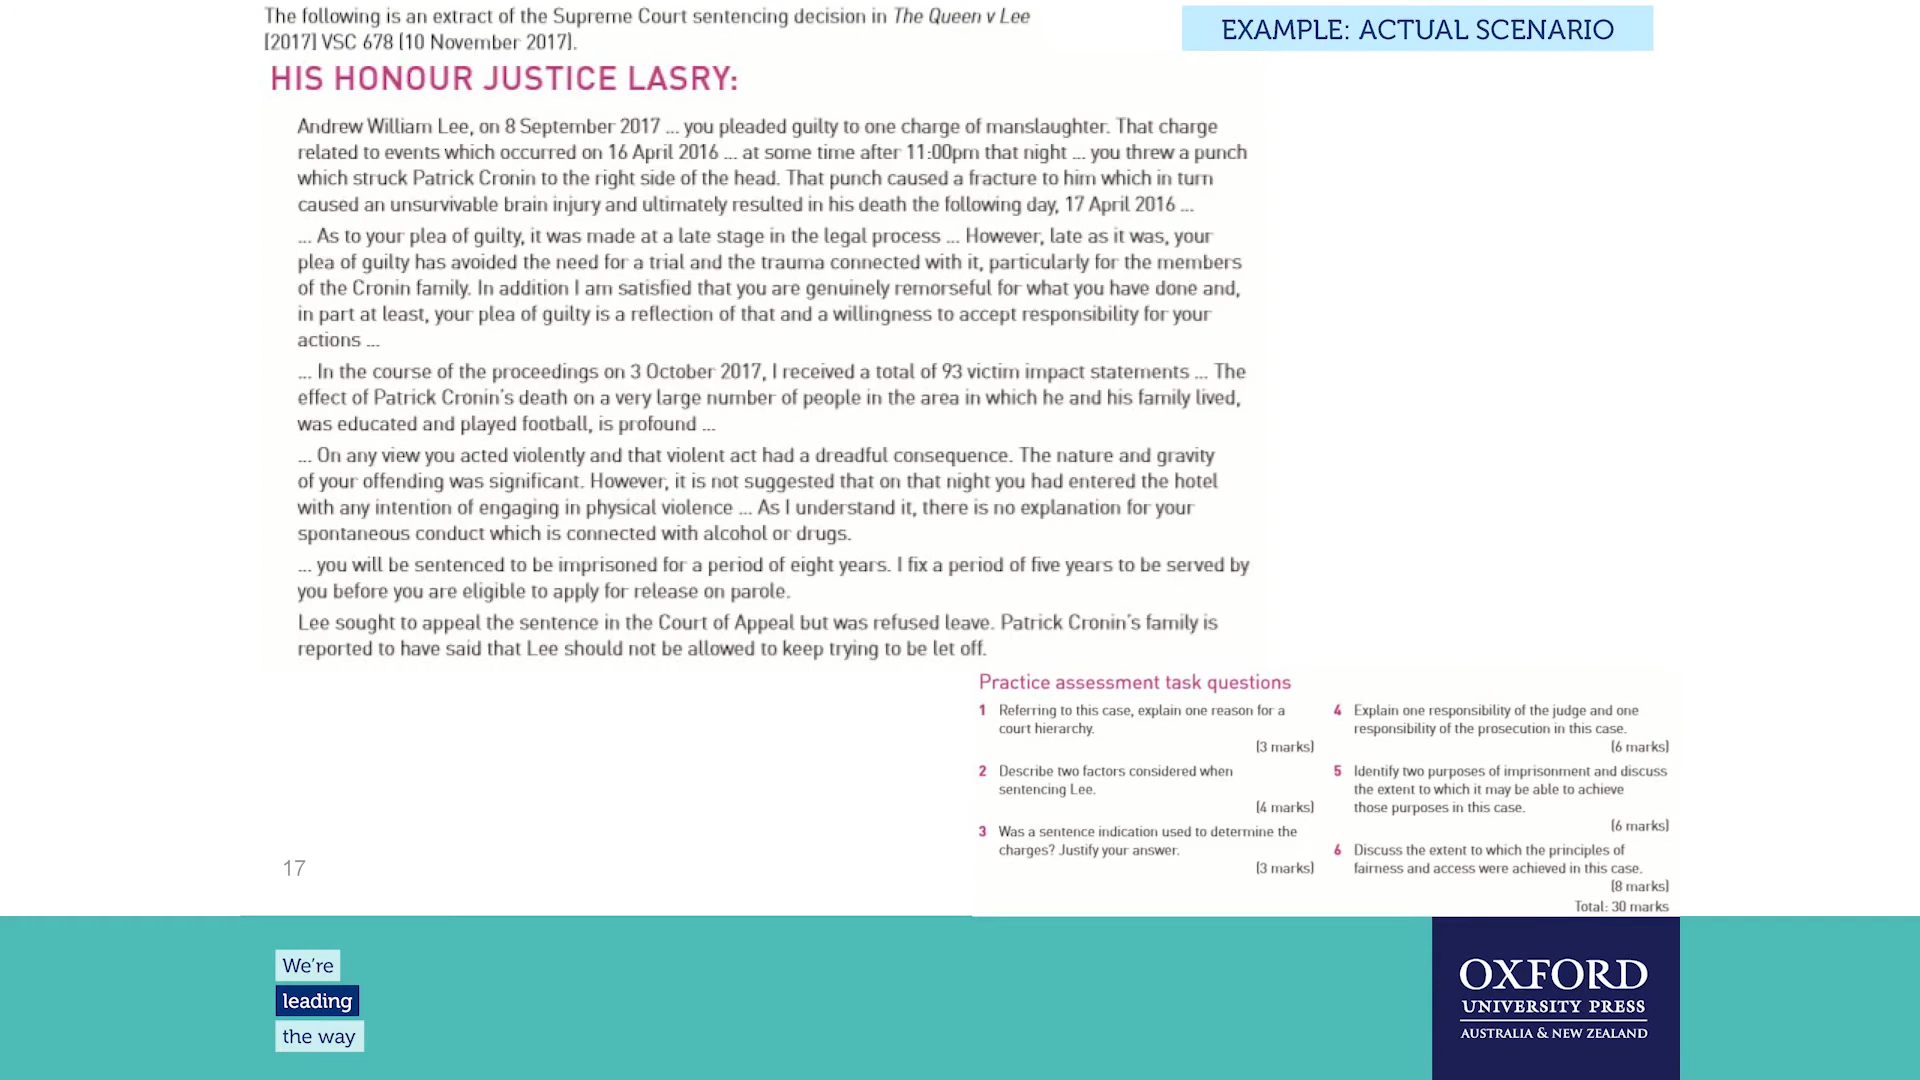 The following is an extract of the Supreme Court sentencing decision in The Queen v Lee
[2017] VSC 678 (10 November 2017).
EXAMPLE: ACTUAL SCENARIO
HIS HONOUR JUSTICE LASRY:
Andrew William Lee, on 8 September 2017 ... you pleaded guilty to one charge of manslaughter. That charge
related to events which occurred on 16 April 2016 ... at some time after 11:00pm that night ... you threw a punch
which struck Patrick Cronin to the right side of the head. That punch caused a fracture to him which in turn
caused an unsurvivable brain injury and ultimately resulted in his death the following day, 17 April 2016 ...
... As to your plea of guilty, it was made at a late stage in the legal process ... However, late as it was, your
plea of guilty has avoided the need for a trial and the trauma connected with it, particularly for the members
of the Cronin family. In addition I am satisfied that you are genuinely remorseful for what you have done and,
in part at least, your plea of guilty is a reflection of that and a willingness to accept responsibility for your
actions ...
... In the course of the proceedings on 3 October 2017, I received a total of 93 victim impact statements ... The
effect of Patrick Cronin's death on a very large number of people in the area in which he and his family lived,
was educated and played football, is profound ...
... On any view you acted violently and that violent act had a dreadful consequence. The nature and gravity
of your offending was significant. However, it is not suggested that on that night you had entered the hotel
with any intention of engaging in physical violence ... As I understand it, there is no explanation for your
spontaneous conduct which is connected with alcohol or drugs.
... you will be sentenced to be imprisoned for a period of eight years. I fix a period of five years to be served by
you before you are eligible to apply for release on parole.
Lee sought to appeal the sentence in the Court of Appeal but was refused leave. Patrick Cronin's family is
reported to have said that Lee should not be allowed to keep trying to be let off.
Practice assessment task questions
1 Referring to this case, explain one reason for a
court hierarchy.
(3 marks)
2 Describe two factors considered when
sentencing Lee.
(4 marks)
3 Was a sentence indication used to determine the
charges? Justify your answer.
(3 marks)
4 Explain one responsibility of the judge and one
responsibility of the prosecution in this case.
(6 marks)
5 Identify two purposes of imprisonment and discuss
the extent to which it may be able to achieve
those purposes in this case.
(6 marks)
6 Discuss the extent to which the principles of
fairness and access were achieved in this case.
(8 marks)
Total: 30 marks
17
We're
leading
the way
OXFORD
UNIVERSITY PRESS
AUSTRALIA & NEW ZEALAND